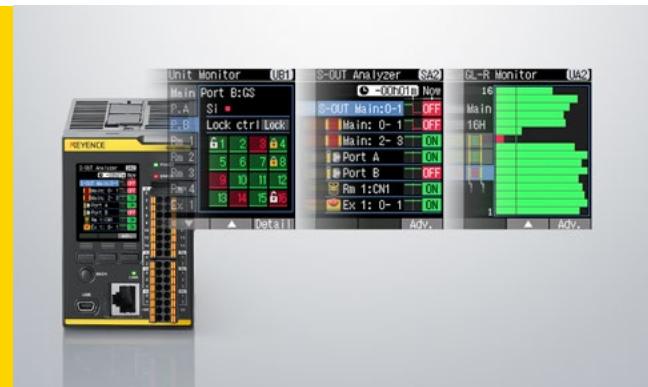 KEYENCE
Unit Monitor (UB1)
Main Port B:GS
P.A SI
P.B Lock ctrl Lock
Rm 1 1 2 3 4
Rm 2 5 6 7 8
Rm 3 9 10 11 12
Rm 4 13 14 15 16
Ex 1
Detail
S-OUT Analyzer (SA2)
-00h01m Now
S-OUT Main:0-1 OFF
Main: 0- 1 OFF
Main: 2- 3 ON
Port A ON
Port B OFF
Rm 1:CN1 ON
Ex 1: 0- 1 ON
Adv.
GL-R Monitor (UA2)
16
Main
16H
1
Adv.
S-OUT Analyzer
USB